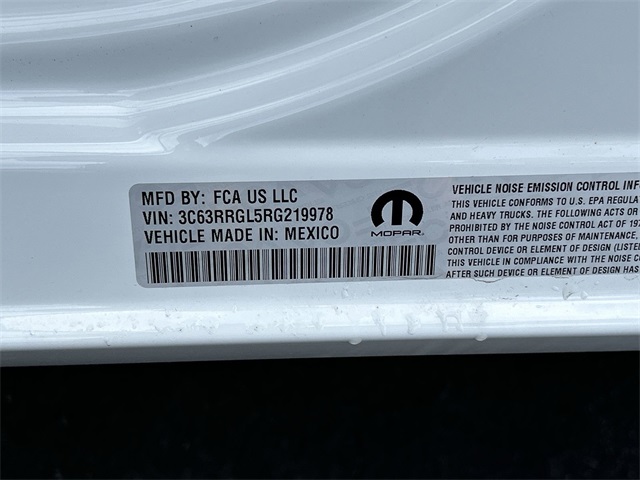 MFD BY: FCA US LLC
VIN: 3C63RRGL5RG219978
VEHICLE MADE IN: MEXICO
MOPAR
VEHICLE NOISE EMISSION CONTROL INF
THIS VEHICLE CONFORMS TO U.S. EPA REGULA
AND HEAVY TRUCKS. THE FOLLOWING ACTS OR
PROHIBITED BY THE NOISE CONTROL ACT OF 197
OTHER THAN FOR PURPOSES OF MAINTENANCE,
CONTROL DEVICE OR ELEMENT OF DESIGN (LISTE
THIS VEHICLE IN COMPLIANCE WITH EPA REGULA
AFTER SUCH DEVICE OR ELEMENT OF DESIGN HAS